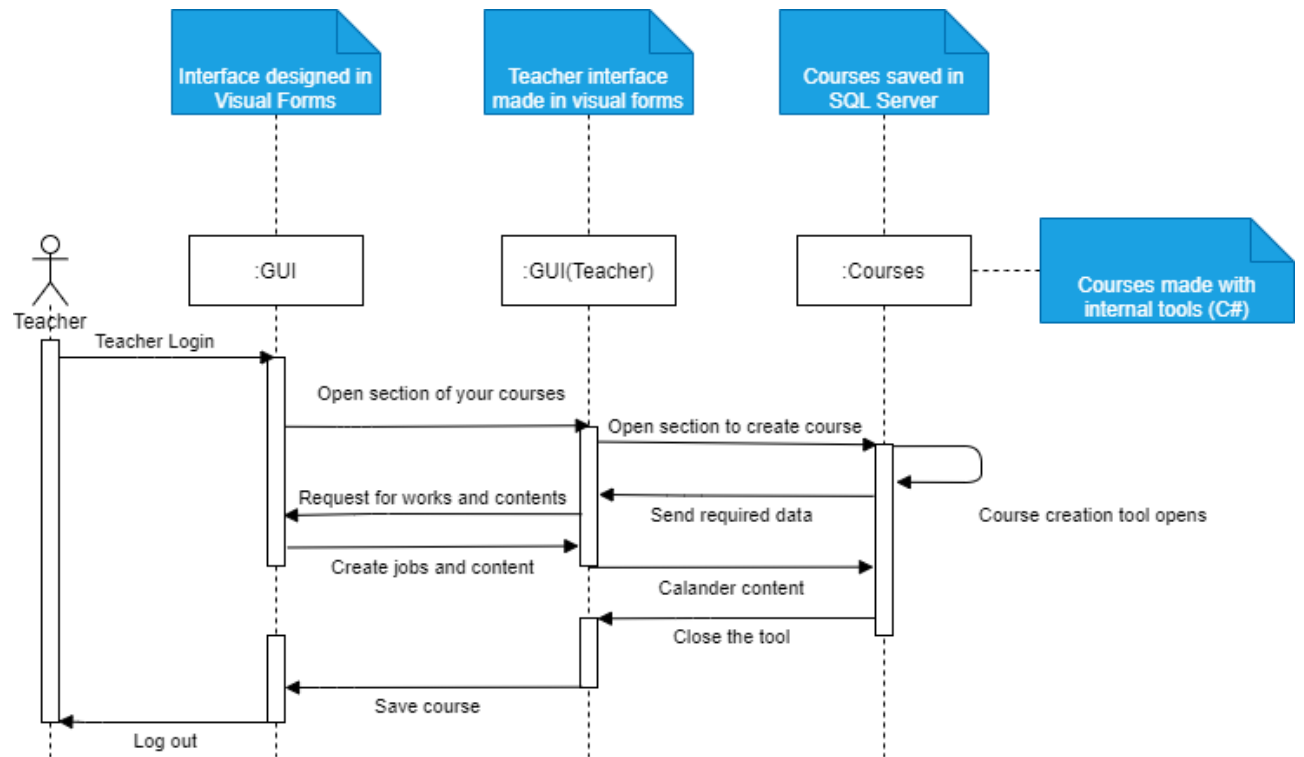 Interface designed in
Visual Forms
Teacher interface
made in visual forms
Courses saved in
SQL Server
:GUI
:GUI(Teacher)
:Courses
Courses made with
internal tools (C#)
Teacher
Teacher Login
Open section of your courses
Open section to create course
Request for works and contents
Send required data
Course creation tool opens
Create jobs and content
Calander content
Close the tool
Save course
Log out